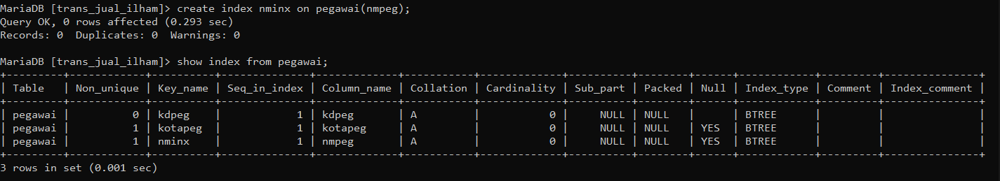 MariaDB [trans_jual_ilham]> create index nminx on pegawai(nmpeg);
Query OK, 0 rows affected (0.293 sec)
Records: 0  Duplicates: 0  Warnings: 0

MariaDB [trans_jual_ilham]> show index from pegawai;
+---------+------------+----------+--------------+-------------+-----------+-------------+----------+--------+------+------------+---------+---------------+
| Table   | Non_unique | Key_name | Seq_in_index | Column_name | Collation | Cardinality | Sub_part | Packed | Null | Index_type | Comment | Index_comment |
+---------+------------+----------+--------------+-------------+-----------+-------------+----------+--------+------+------------+---------+---------------+
| pegawai |          0 | kdpeg    |            1 | kdpeg       | A         |           0 |     NULL | NULL   |      | BTREE      |         |               |
| pegawai |          1 | kotapeg  |            1 | kotapeg     | A         |           0 |     NULL | NULL   | YES  | BTREE      |         |               |
| pegawai |          1 | nminx    |            1 | nmpeg       | A         |           0 |     NULL | NULL   | YES  | BTREE      |         |               |
+---------+------------+----------+--------------+-------------+-----------+-------------+----------+--------+------+------------+---------+---------------+
3 rows in set (0.001 sec)